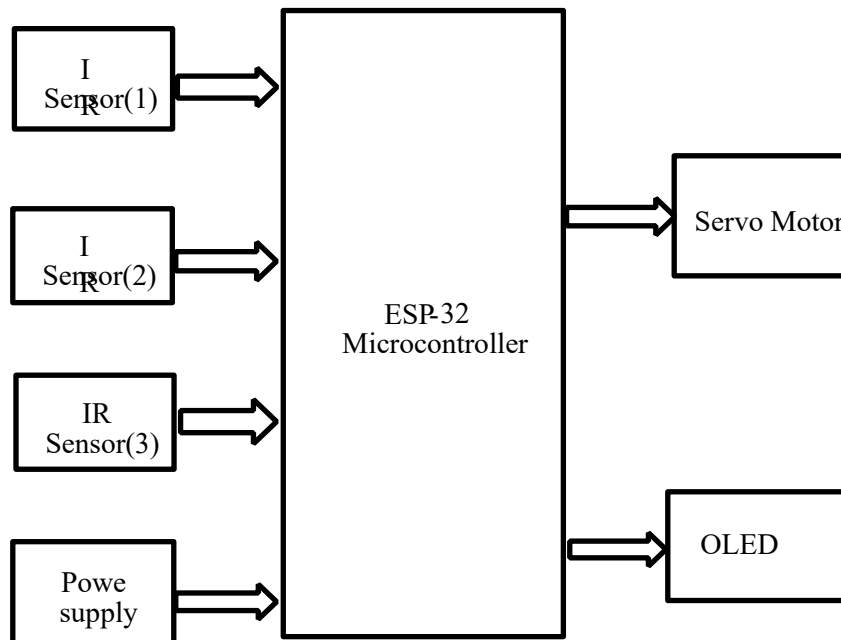 I
R
Sensor(1)
I
R
Sensor(2)
IR
Sensor(3)
Powe
supply
ESP-32
Microcontroller
Servo Motor
OLED